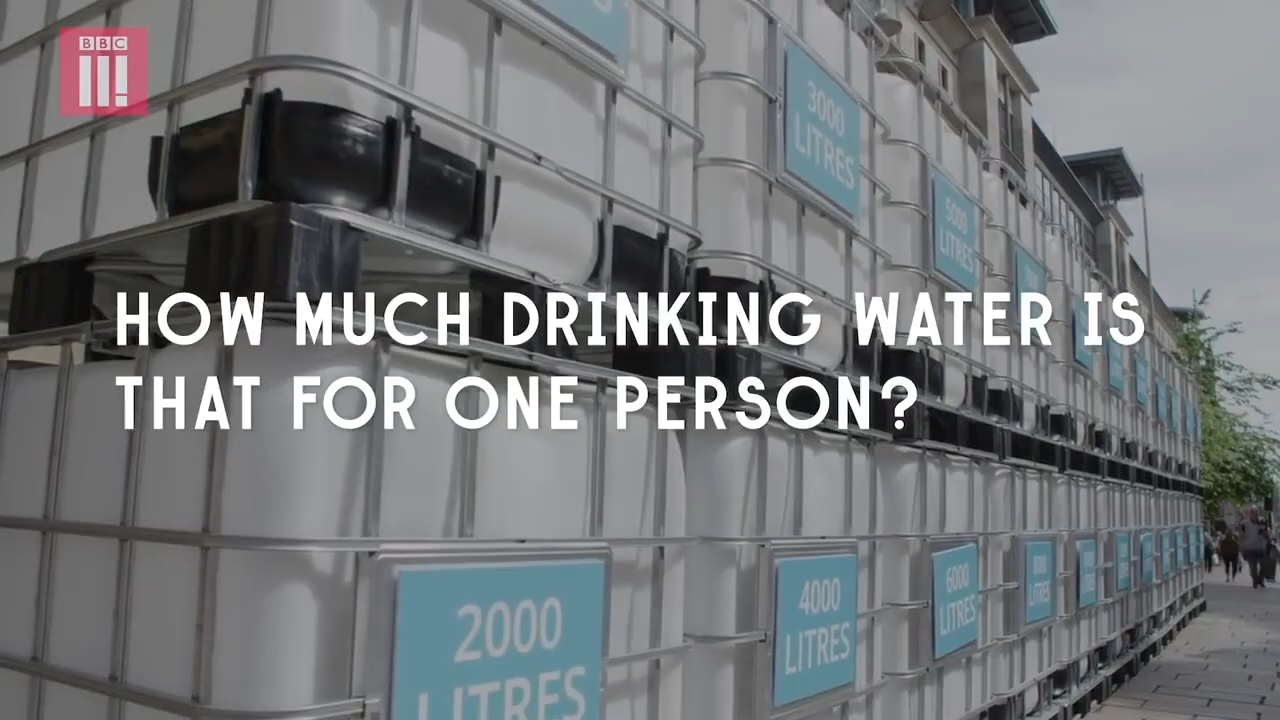 BBC
HOW MUCH DRINKING WATER IS
THAT FOR ONE PERSON?
3000
LITRES
5000
LITRES
2000
LITRES
4000
LITRES
6000
LITRES
LITRES